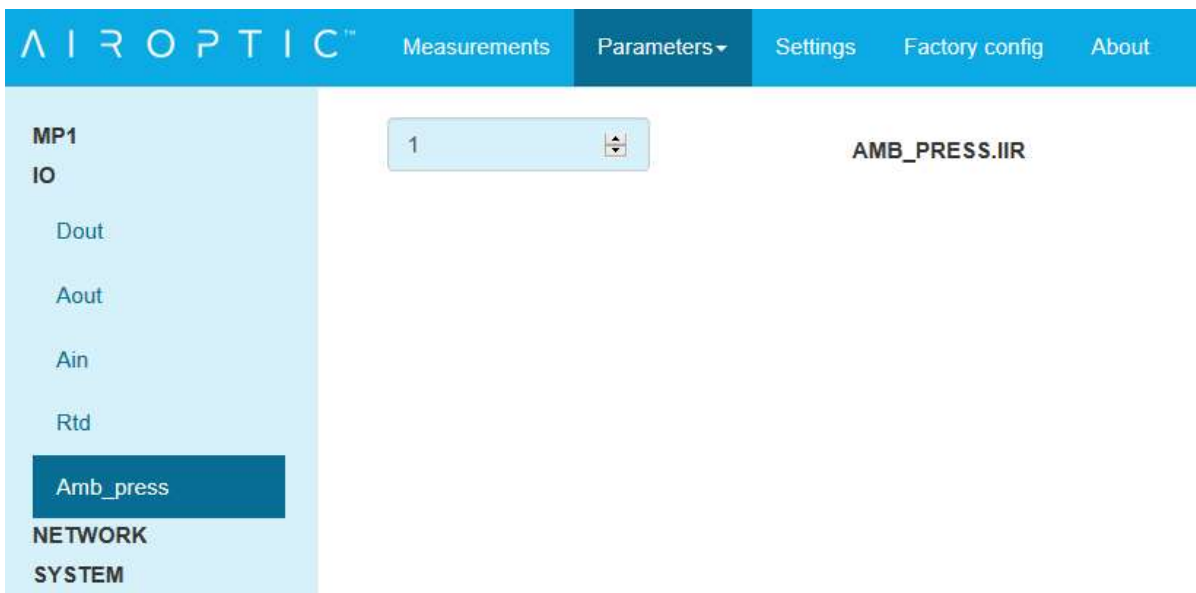 AIROPTIC™ Measurements Parameters Settings Factory config About
MP1
1 AMB_PRESS.IIR
IO
Dout
Aout
Ain
Rtd
Amb_press
NETWORK
SYSTEM